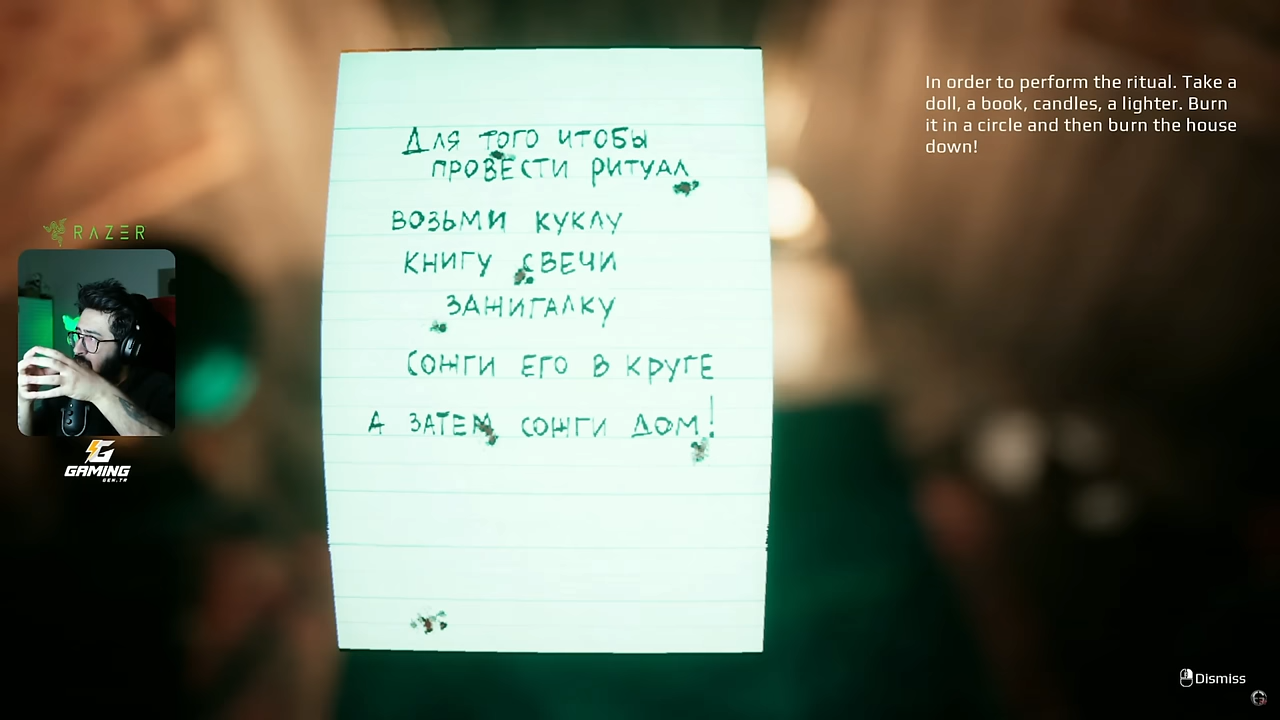 Для того чтобы
провести ритуал
возьми куклу
книгу свечи
зажигалку
сожги его в круге
а затем сожги дом!
In order to perform the ritual. Take a
doll, a book, candles, a lighter. Burn
it in a circle and then burn the house
down!
RAZER
GAMING
GEN.TR
Dismiss